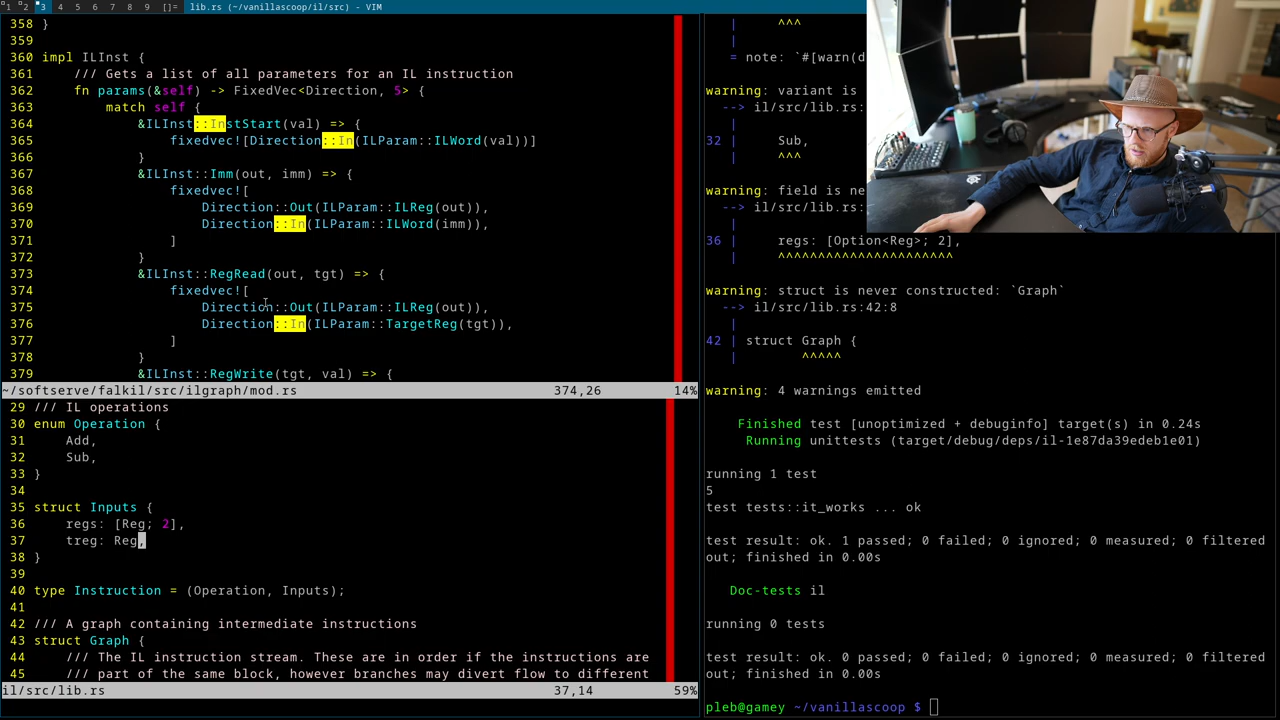 1 2 3 4 5 6 7 8 9 []= lib.rs (~/vanillascoop/il/src) - VIM
358 }
359
360 impl ILInst {
361     /// Gets a list of all parameters for an IL instruction
362     fn params(&self) -> FixedVec<Direction, 5> {
363         match self {
364             &ILInst::InstStart(val) => {
365                 fixedvec![Direction::In(ILParam::ILWord(val))]
366             }
367             &ILInst::Imm(out, imm) => {
368                 fixedvec![
369                     Direction::Out(ILParam::ILReg(out)),
370                     Direction::In(ILParam::ILWord(imm)),
371                 ]
372             }
373             &ILInst::RegRead(out, tgt) => {
374                 fixedvec![
375                     Direction::Out(ILParam::ILReg(out)),
376                     Direction::In(ILParam::TargetReg(tgt)),
377                 ]
378             }
379             &ILInst::RegWrite(tgt, val) => {
~/softserve/falkil/src/ilgraph/mod.rs 374,26 14%
29 /// IL operations
30 enum Operation {
31     Add,
32     Sub,
33 }
34
35 struct Inputs {
36     regs: [Reg; 2],
37     treg: Reg,
38 }
39
40 type Instruction = (Operation, Inputs);
41
42 /// A graph containing intermediate instructions
43 struct Graph {
44     /// The IL instruction stream. These are in order if the instructions are
45     /// part of the same block, however branches may divert flow to different
il/src/lib.rs 37,14 59%
   |     ^^^
   |
   = note: `#[warn(d
warning: variant is
  --> il/src/lib.rs:
   |
32 |     Sub,
   |     ^^^
warning: field is ne
  --> il/src/lib.rs:
36 |     regs: [Option<Reg>; 2],
   |     ^^^^^^^^^^^^^^^^^^^^^^
warning: struct is never constructed: `Graph`
  --> il/src/lib.rs:42:8
   |
42 | struct Graph {
   |        ^^^^^
warning: 4 warnings emitted
    Finished test [unoptimized + debuginfo] target(s) in 0.24s
     Running unittests (target/debug/deps/il-1e87da39edeb1e01)
running 1 test
5
test tests::it_works ... ok
test result: ok. 1 passed; 0 failed; 0 ignored; 0 measured; 0 filtered
out; finished in 0.00s
   Doc-tests il
running 0 tests
test result: ok. 0 passed; 0 failed; 0 ignored; 0 measured; 0 filtered
out; finished in 0.00s
pleb@gamey ~/vanillascoop $